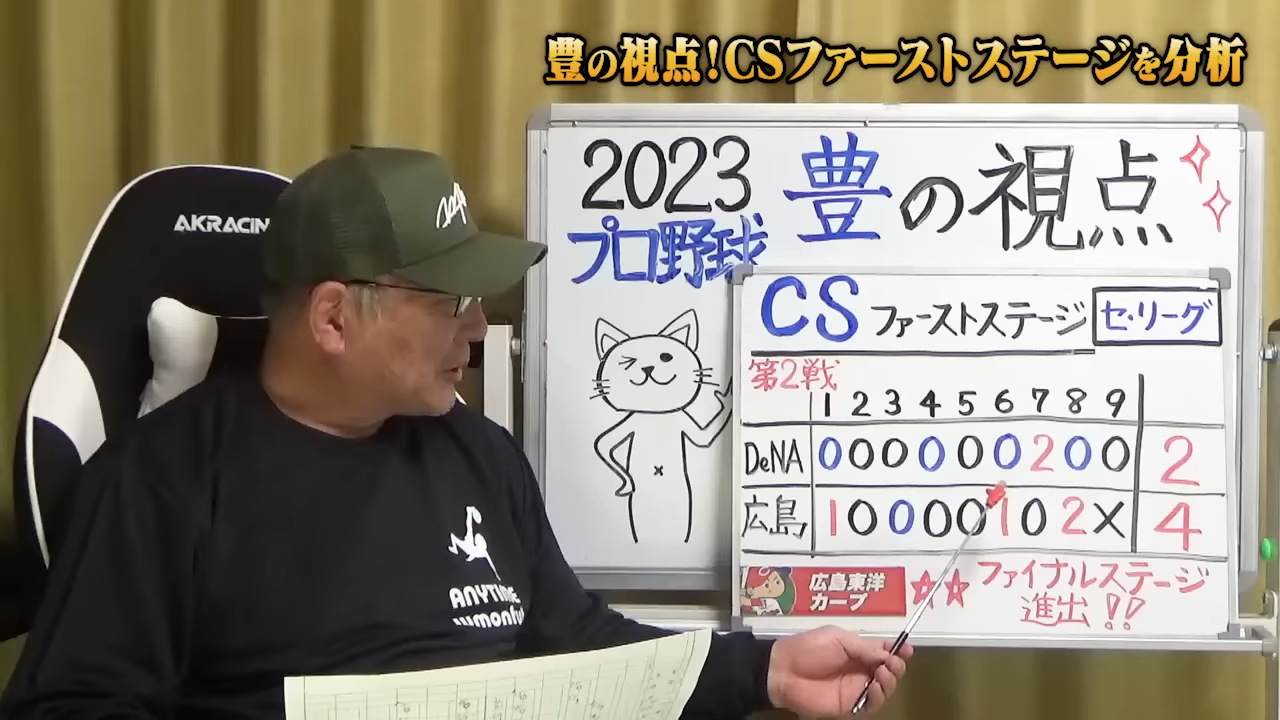 豊の視点!CSファーストステージを分析
2023 豊の視点
プロ野球
CS ファーストステージ セ・リーグ
第2戦
1 2 3 4 5 6 7 8 9
DeNA 0 0 0 0 0 0 2 0 0 2
広島 1 0 0 0 0 1 0 2 X 4
広島東洋
カープ
ファイナルステージ
進出!!
AKRACIN
ANYTIME